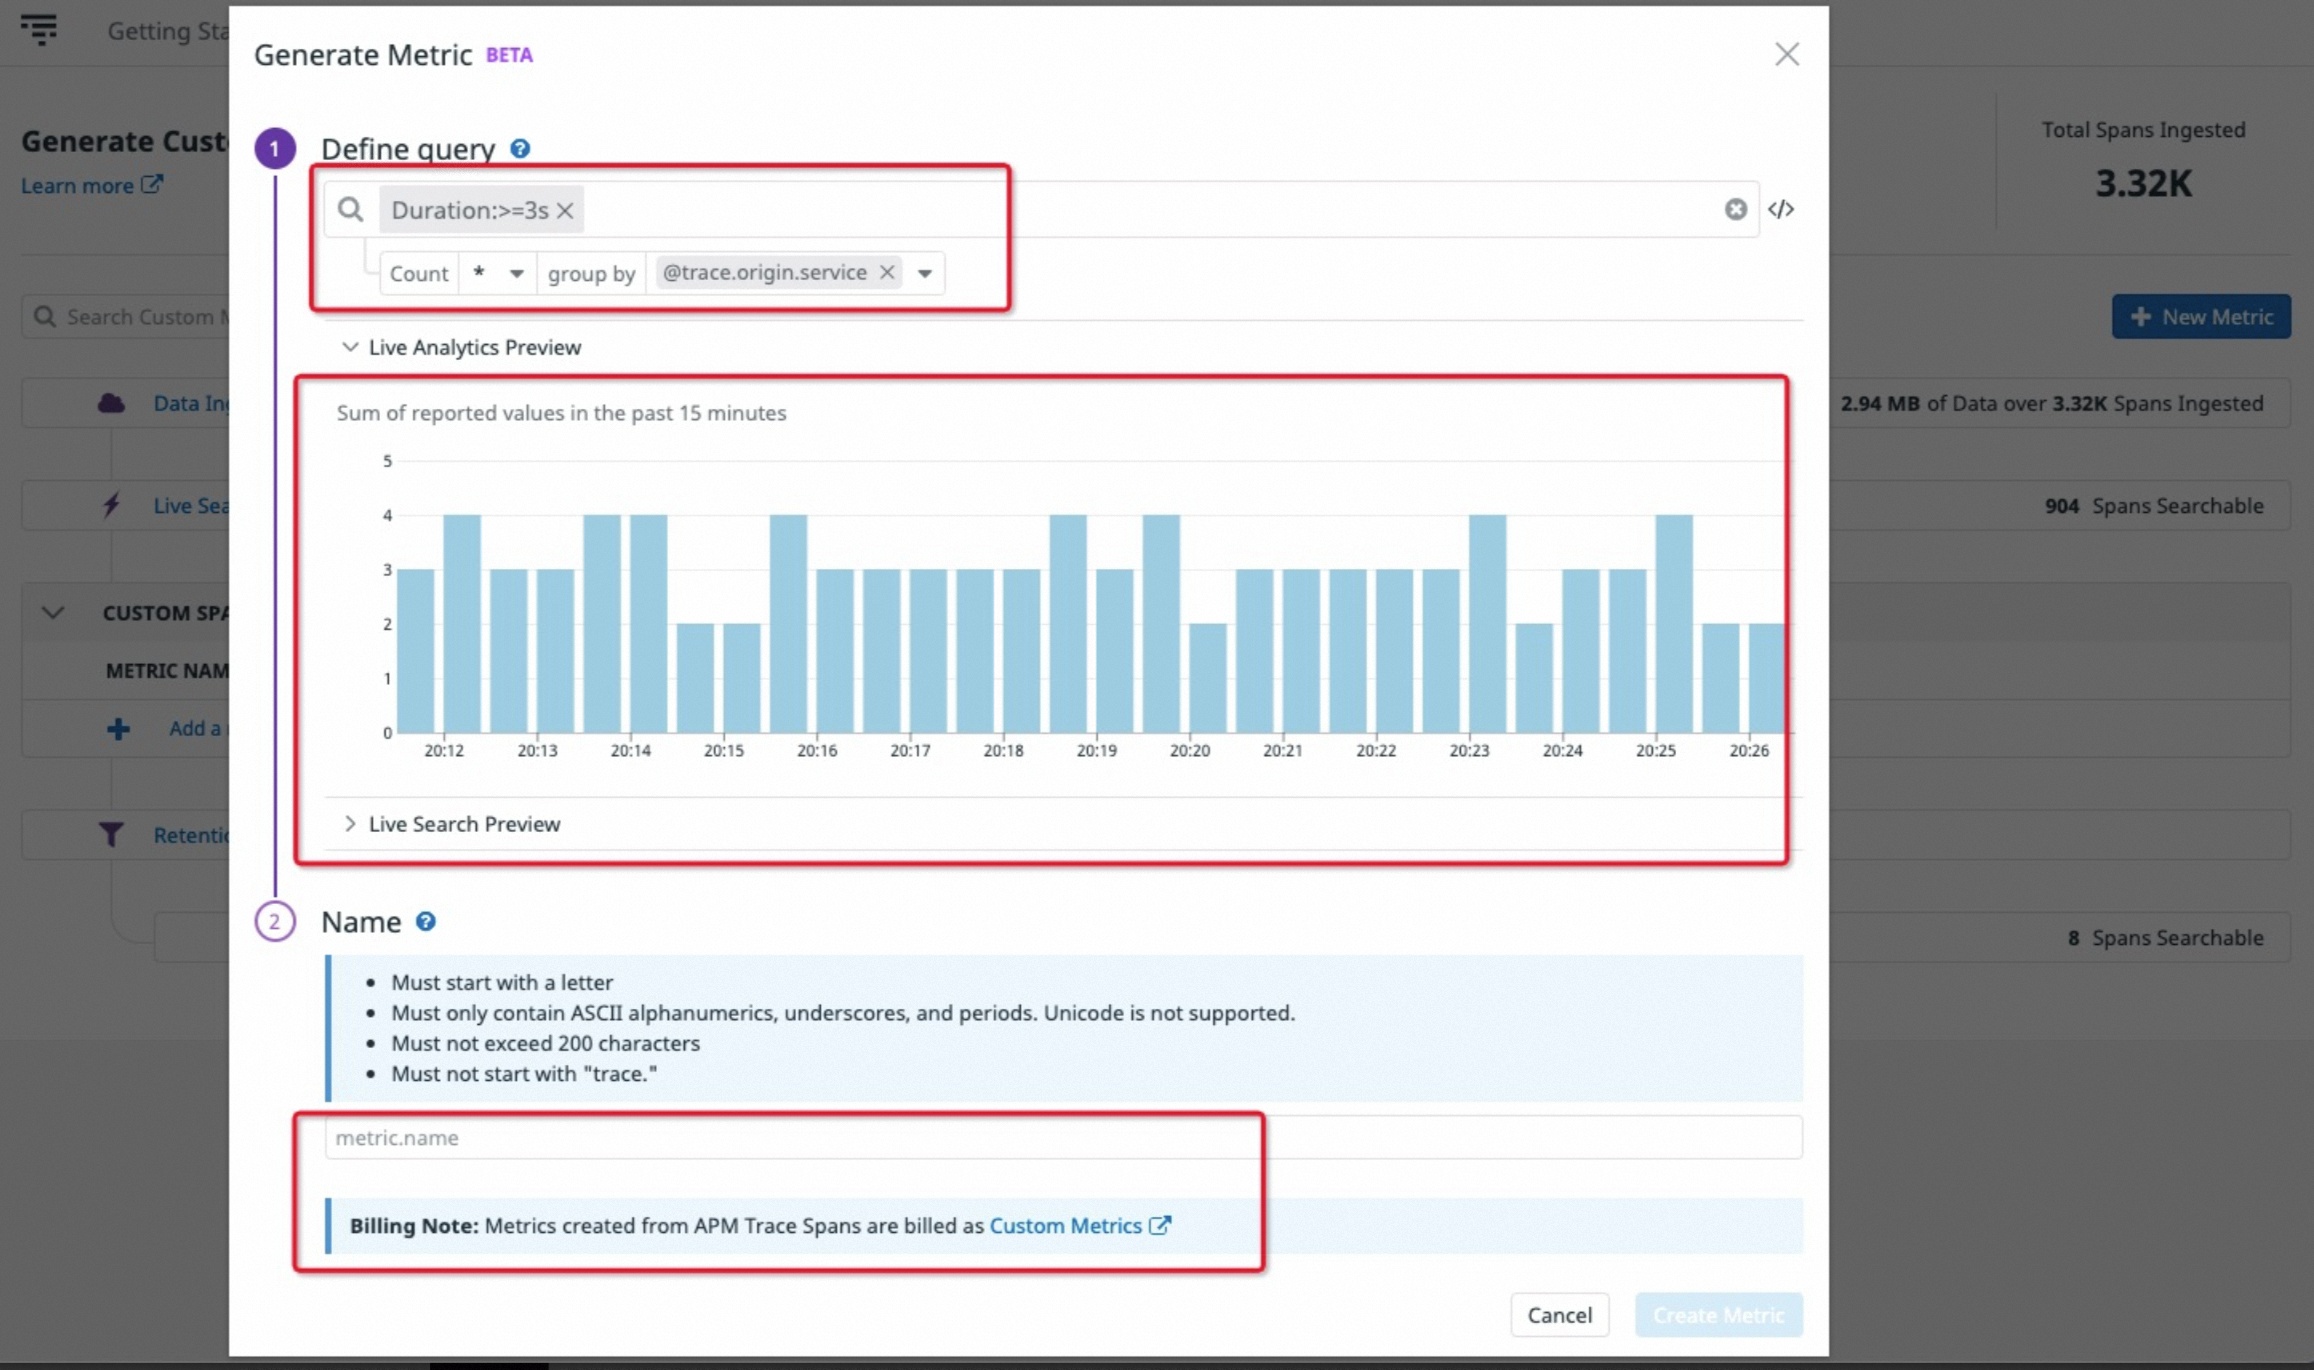 Getting Sta
Generate Metric BETA
Generate Cust
Learn more
1 Define query
Duration:>=3s
Count * group by @trace.origin.service
Total Spans Ingested
3.32K
Search Custom M
New Metric
Live Analytics Preview
Data Ing
2.94 MB of Data over 3.32K Spans Ingested
Sum of reported values in the past 15 minutes
5
4
3
2
1
0
20:12 20:13 20:14 20:15 20:16 20:17 20:18 20:19 20:20 20:21 20:22 20:23 20:24 20:25 20:26
Live Sea
904 Spans Searchable
CUSTOM SPA
METRIC NAM
Add a
Live Search Preview
Retentio
2 Name
8 Spans Searchable
Must start with a letter
Must only contain ASCII alphanumerics, underscores, and periods. Unicode is not supported.
Must not exceed 200 characters
Must not start with "trace."
metric.name
Billing Note: Metrics created from APM Trace Spans are billed as Custom Metrics
Cancel
Create Metric